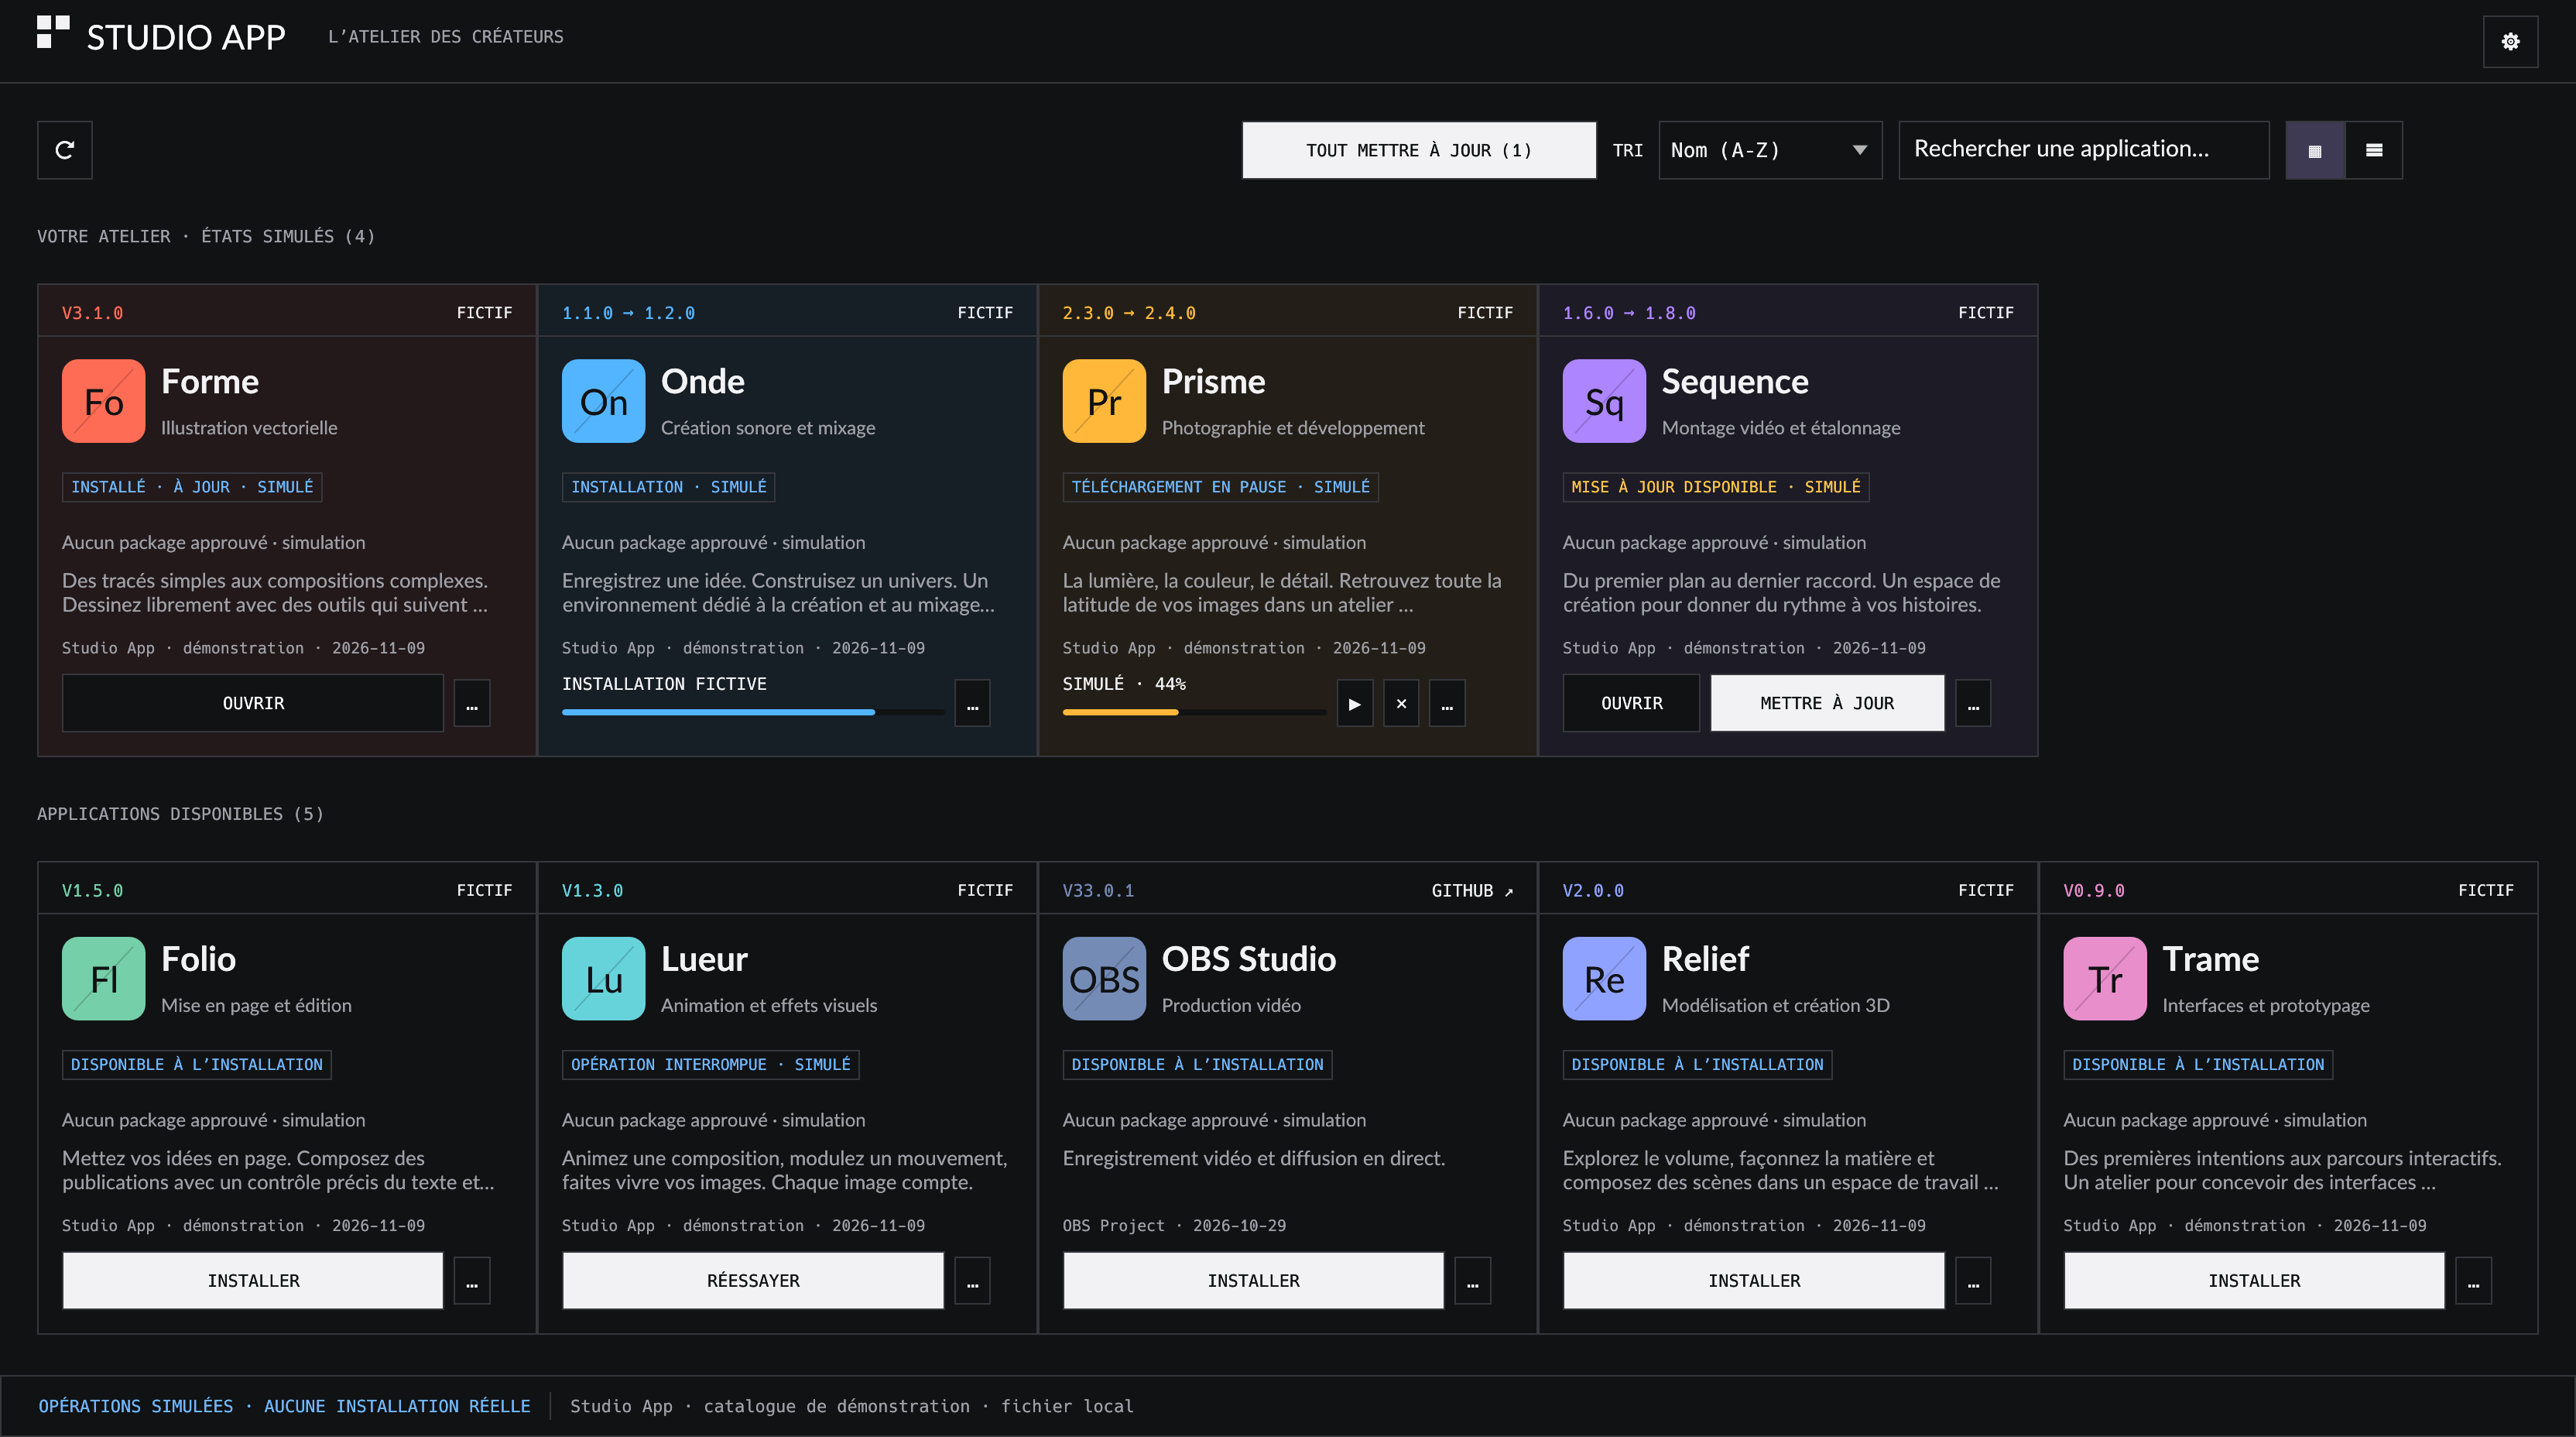 STUDIO APP
L’ATELIER DES CRÉATEURS
TOUT METTRE À JOUR (1)
TRI
Nom (A-Z)
Rechercher une application…
VOTRE ATELIER · ÉTATS SIMULÉS (4)
V3.1.0
FICTIF
Fo
Forme
Illustration vectorielle
INSTALLÉ · À JOUR · SIMULÉ
Aucun package approuvé · simulation
Des tracés simples aux compositions complexes.
Dessinez librement avec des outils qui suivent …
Studio App · démonstration · 2026-11-09
OUVRIR
…
1.1.0 → 1.2.0
FICTIF
On
Onde
Création sonore et mixage
INSTALLATION · SIMULÉ
Aucun package approuvé · simulation
Enregistrez une idée. Construisez un univers. Un
environnement dédié à la création et au mixage…
Studio App · démonstration · 2026-11-09
INSTALLATION FICTIVE
…
2.3.0 → 2.4.0
FICTIF
Pr
Prisme
Photographie et développement
TÉLÉCHARGEMENT EN PAUSE · SIMULÉ
Aucun package approuvé · simulation
La lumière, la couleur, le détail. Retrouvez toute la
latitude de vos images dans un atelier …
Studio App · démonstration · 2026-11-09
SIMULÉ · 44%
…
1.6.0 → 1.8.0
FICTIF
Sq
Sequence
Montage vidéo et étalonnage
MISE À JOUR DISPONIBLE · SIMULÉ
Aucun package approuvé · simulation
Du premier plan au dernier raccord. Un espace de
création pour donner du rythme à vos histoires.
Studio App · démonstration · 2026-11-09
OUVRIR
METTRE À JOUR
…
APPLICATIONS DISPONIBLES (5)
V1.5.0
FICTIF
Fl
Folio
Mise en page et édition
DISPONIBLE À L’INSTALLATION
Aucun package approuvé · simulation
Mettez vos idées en page. Composez des
publications avec un contrôle précis du texte et…
Studio App · démonstration · 2026-11-09
INSTALLER
…
V1.3.0
FICTIF
Lu
Lueur
Animation et effets visuels
OPÉRATION INTERROMPUE · SIMULÉ
Aucun package approuvé · simulation
Animez une composition, modulez un mouvement,
faites vivre vos images. Chaque image compte.
Studio App · démonstration · 2026-11-09
RÉESSAYER
…
V33.0.1
GITHUB ↗
OBS
OBS Studio
Production vidéo
DISPONIBLE À L’INSTALLATION
Aucun package approuvé · simulation
Enregistrement vidéo et diffusion en direct.
OBS Project · 2026-10-29
INSTALLER
…
V2.0.0
FICTIF
Re
Relief
Modélisation et création 3D
DISPONIBLE À L’INSTALLATION
Aucun package approuvé · simulation
Explorez le volume, façonnez la matière et
composez des scènes dans un espace de travail …
Studio App · démonstration · 2026-11-09
INSTALLER
…
V0.9.0
FICTIF
Tr
Trame
Interfaces et prototypage
DISPONIBLE À L’INSTALLATION
Aucun package approuvé · simulation
Des premières intentions aux parcours interactifs.
Un atelier pour concevoir des interfaces …
Studio App · démonstration · 2026-11-09
INSTALLER
…
OPÉRATIONS SIMULÉES · AUCUNE INSTALLATION RÉELLE
Studio App · catalogue de démonstration · fichier local